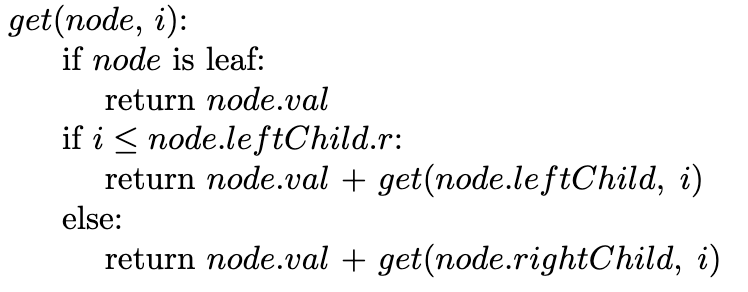 get(node, i):
if node is leaf:
return node.val
if i ≤ node.leftChild.r:
return node.val + get(node.leftChild, i)
else:
return node.val + get(node.rightChild, i)